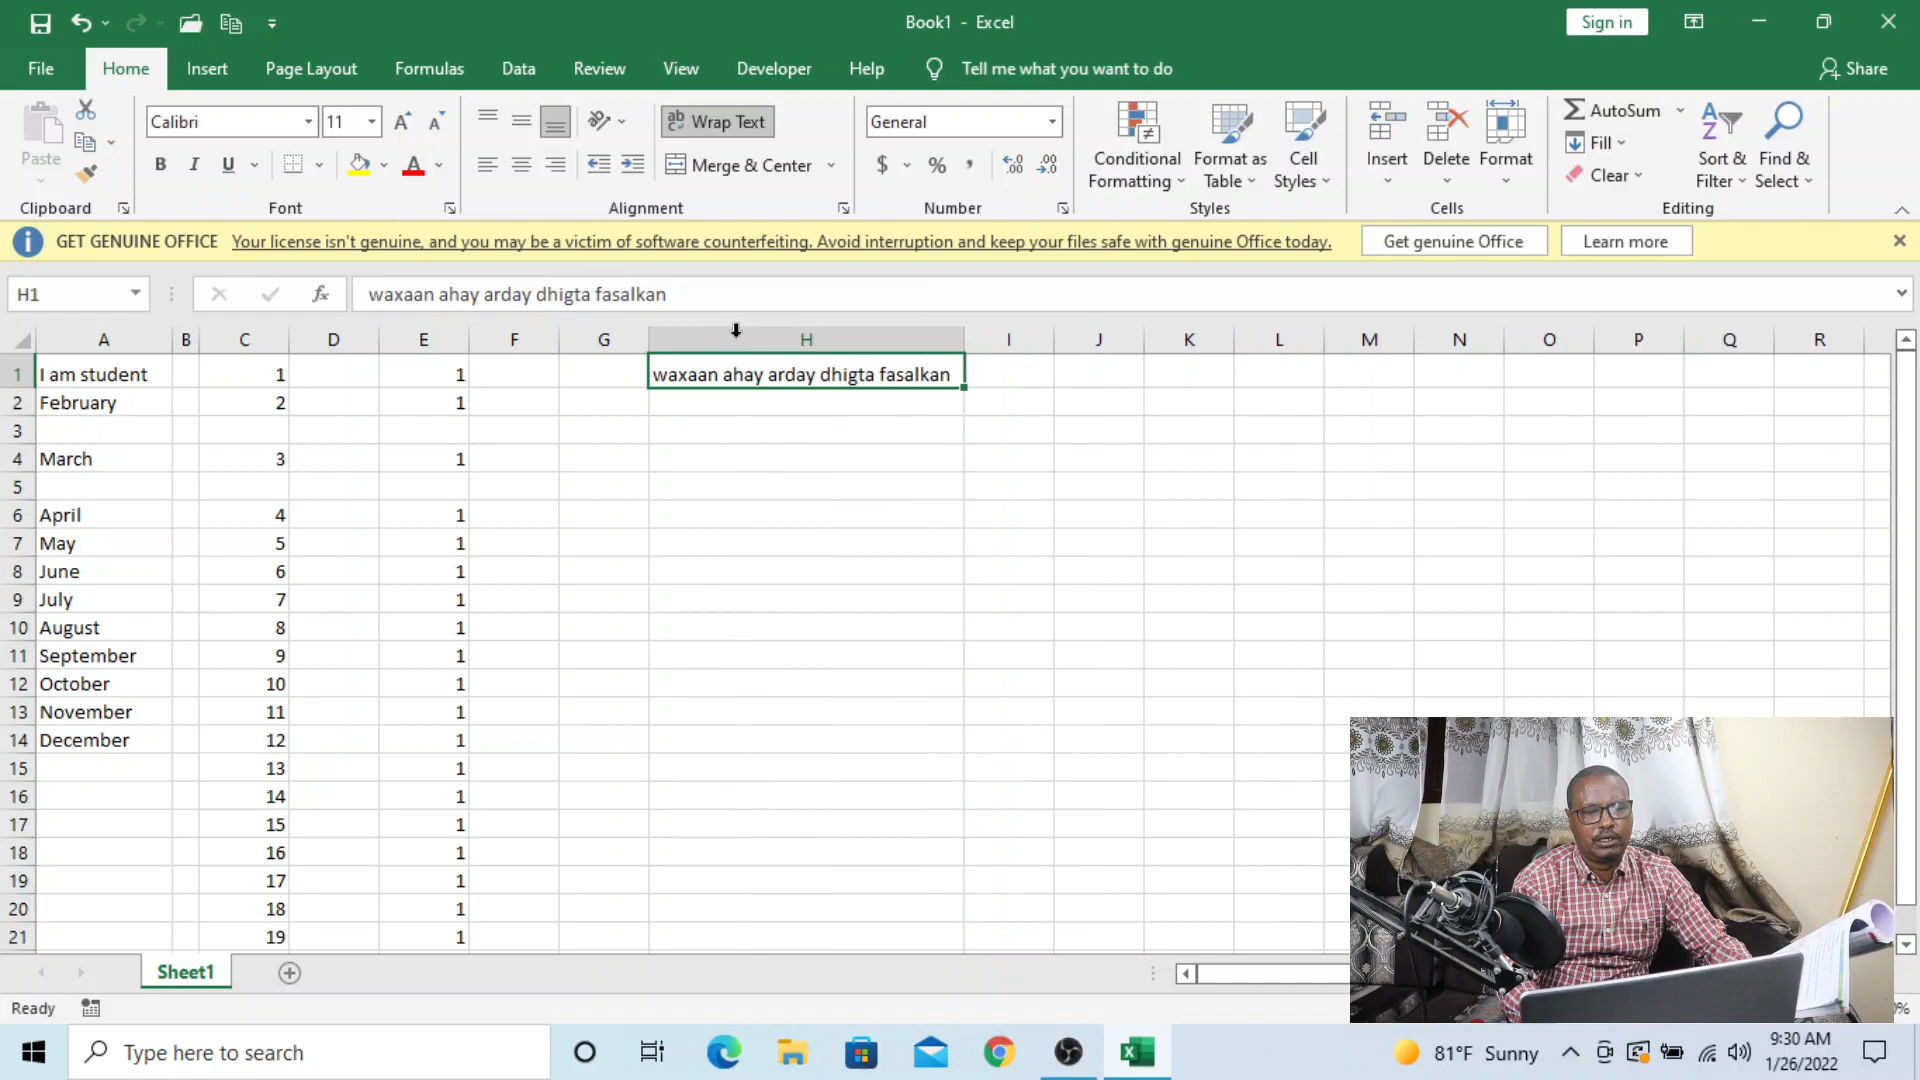 Book1 - Excel
Sign in
File Home Insert Page Layout Formulas Data Review View Developer Help Tell me what you want to do Share
Paste
Calibri 11
B I U A
ab Wrap Text
Merge & Center
General
$ % ,
Conditional Formatting
Format as Table
Cell Styles
Insert Delete Format
AutoSum
Fill
Clear
Sort & Filter
Find & Select
Clipboard Font Alignment Number Styles Cells Editing
GET GENUINE OFFICE Your license isn't genuine, and you may be a victim of software counterfeiting. Avoid interruption and keep your files safe with genuine Office today. Get genuine Office Learn more
H1 fx waxaan ahay arday dhigta fasalkan
A B C D E F G H I J K L M N O P Q R
1 I am student 1 1 waxaan ahay arday dhigta fasalkan
2 February 2 1
3
4 March 3 1
5
6 April 4 1
7 May 5 1
8 June 6 1
9 July 7 1
10 August 8 1
11 September 9 1
12 October 10 1
13 November 11 1
14 December 12 1
15 13 1
16 14 1
17 15 1
18 16 1
19 17 1
20 18 1
21 19 1
Sheet1
Ready
Type here to search
81°F Sunny
9:30 AM
1/26/2022